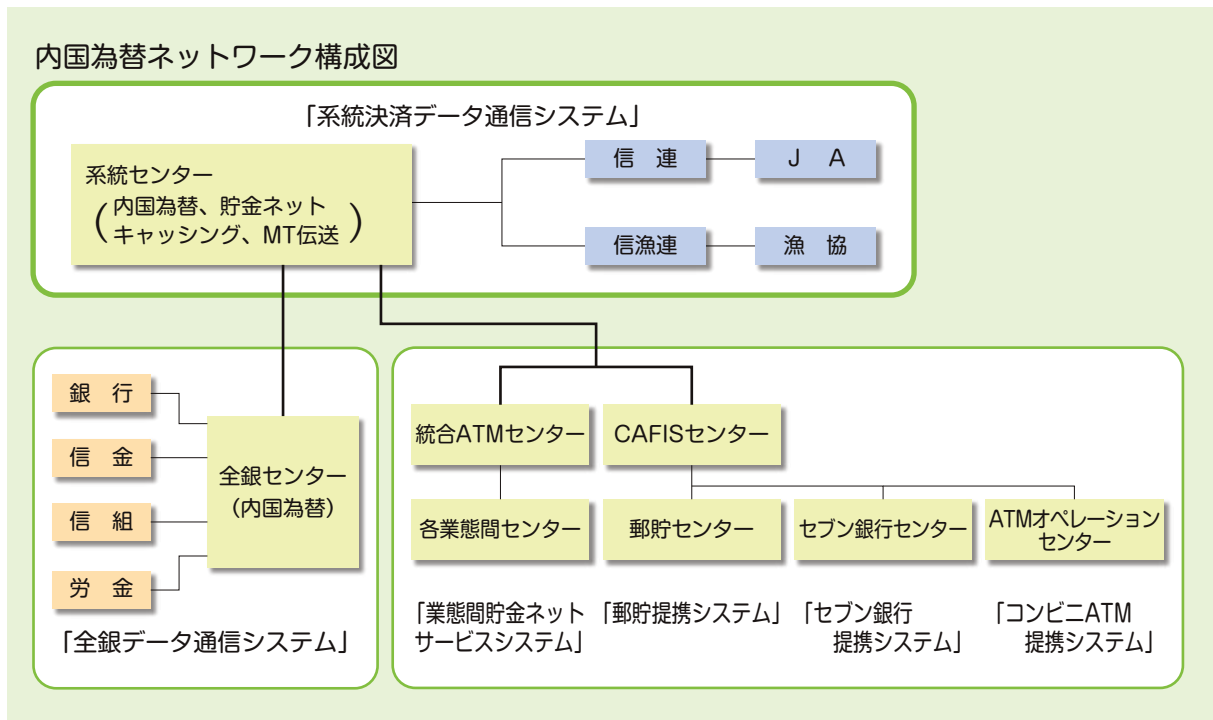 内国為替ネットワーク構成図
「系統決済データ通信システム」
系統センター
(内国為替、貯金ネット
キャッシング、MT伝送)
信 連
J A
信漁連
漁 協
銀 行
信 金
信 組
労 金
全銀センター
(内国為替)
「全銀データ通信システム」
統合ATMセンター
CAFISセンター
各業態間センター
郵貯センター
セブン銀行センター
ATMオペレーション
センター
「業態間貯金ネット
サービスシステム」
「郵貯提携システム」
「セブン銀行
提携システム」
「コンビニATM
提携システム」